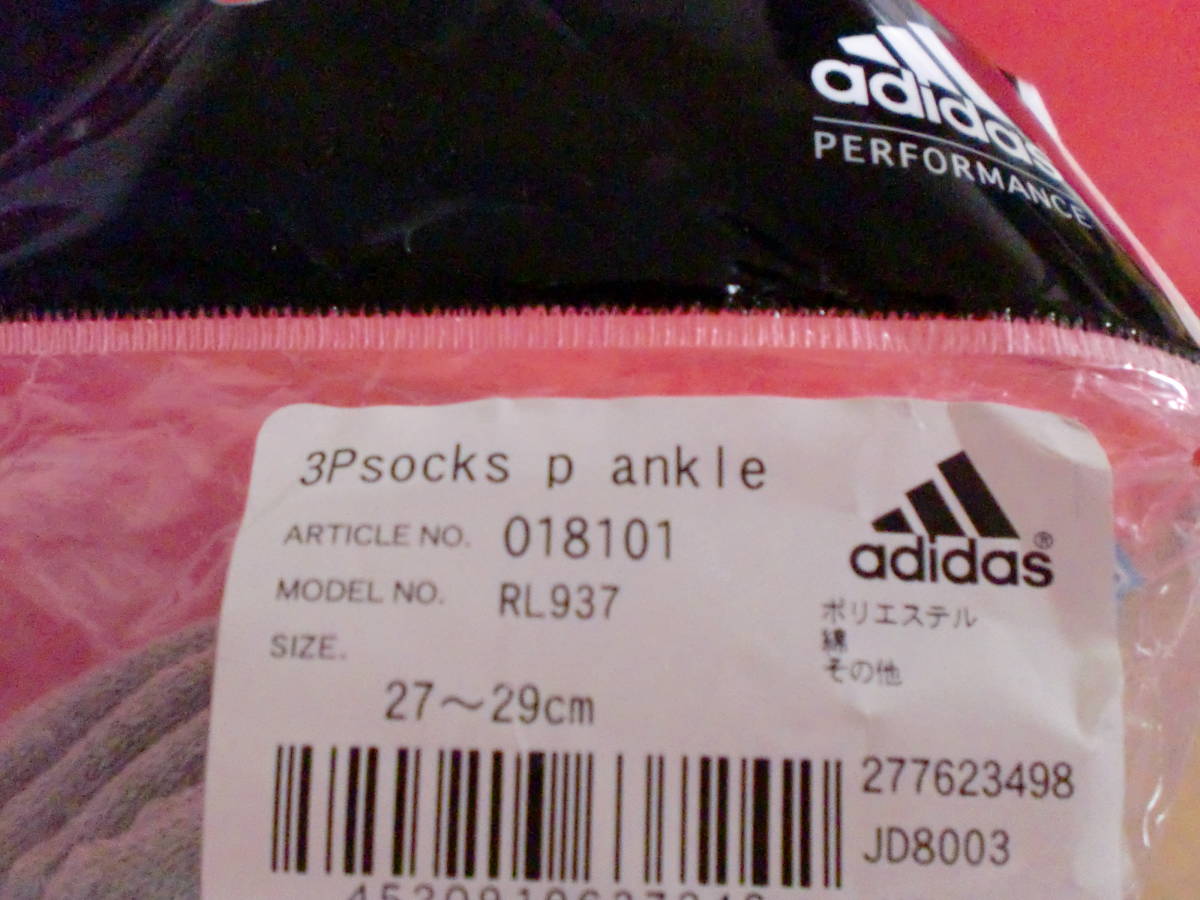 adidas
PERFORMANCE
3Psocks p ankle
ARTICLE NO. 018101
MODEL NO. RL937
SIZE.
27～29cm
adidas®
ポリエステル
綿
その他
277623498
JD8003